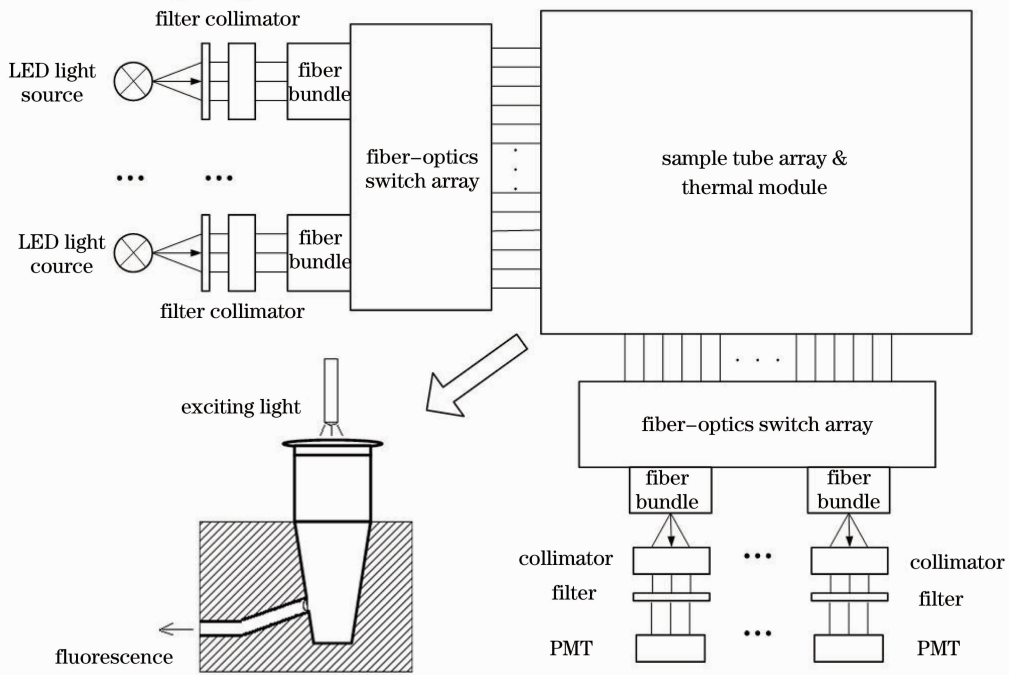 filter collimator
LED light
source
fiber
bundle
fiber-optics
switch array
sample tube array &
thermal module
LED light
cource
fiber
bundle
filter collimator
exciting light
fluorescence
fiber-optics switch array
fiber
bundle
fiber
bundle
collimator
collimator
filter
filter
PMT
PMT